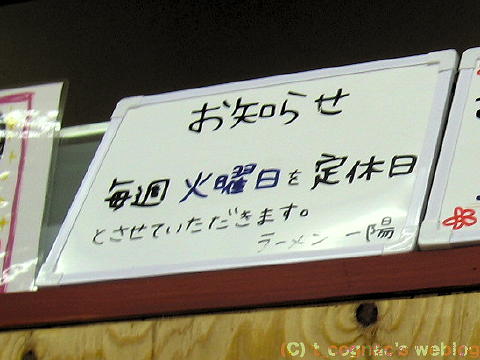 お知らせ
毎週火曜日を定休日
とさせていただきます。
ラーメン 一陽
(C) t.cognac's weblog